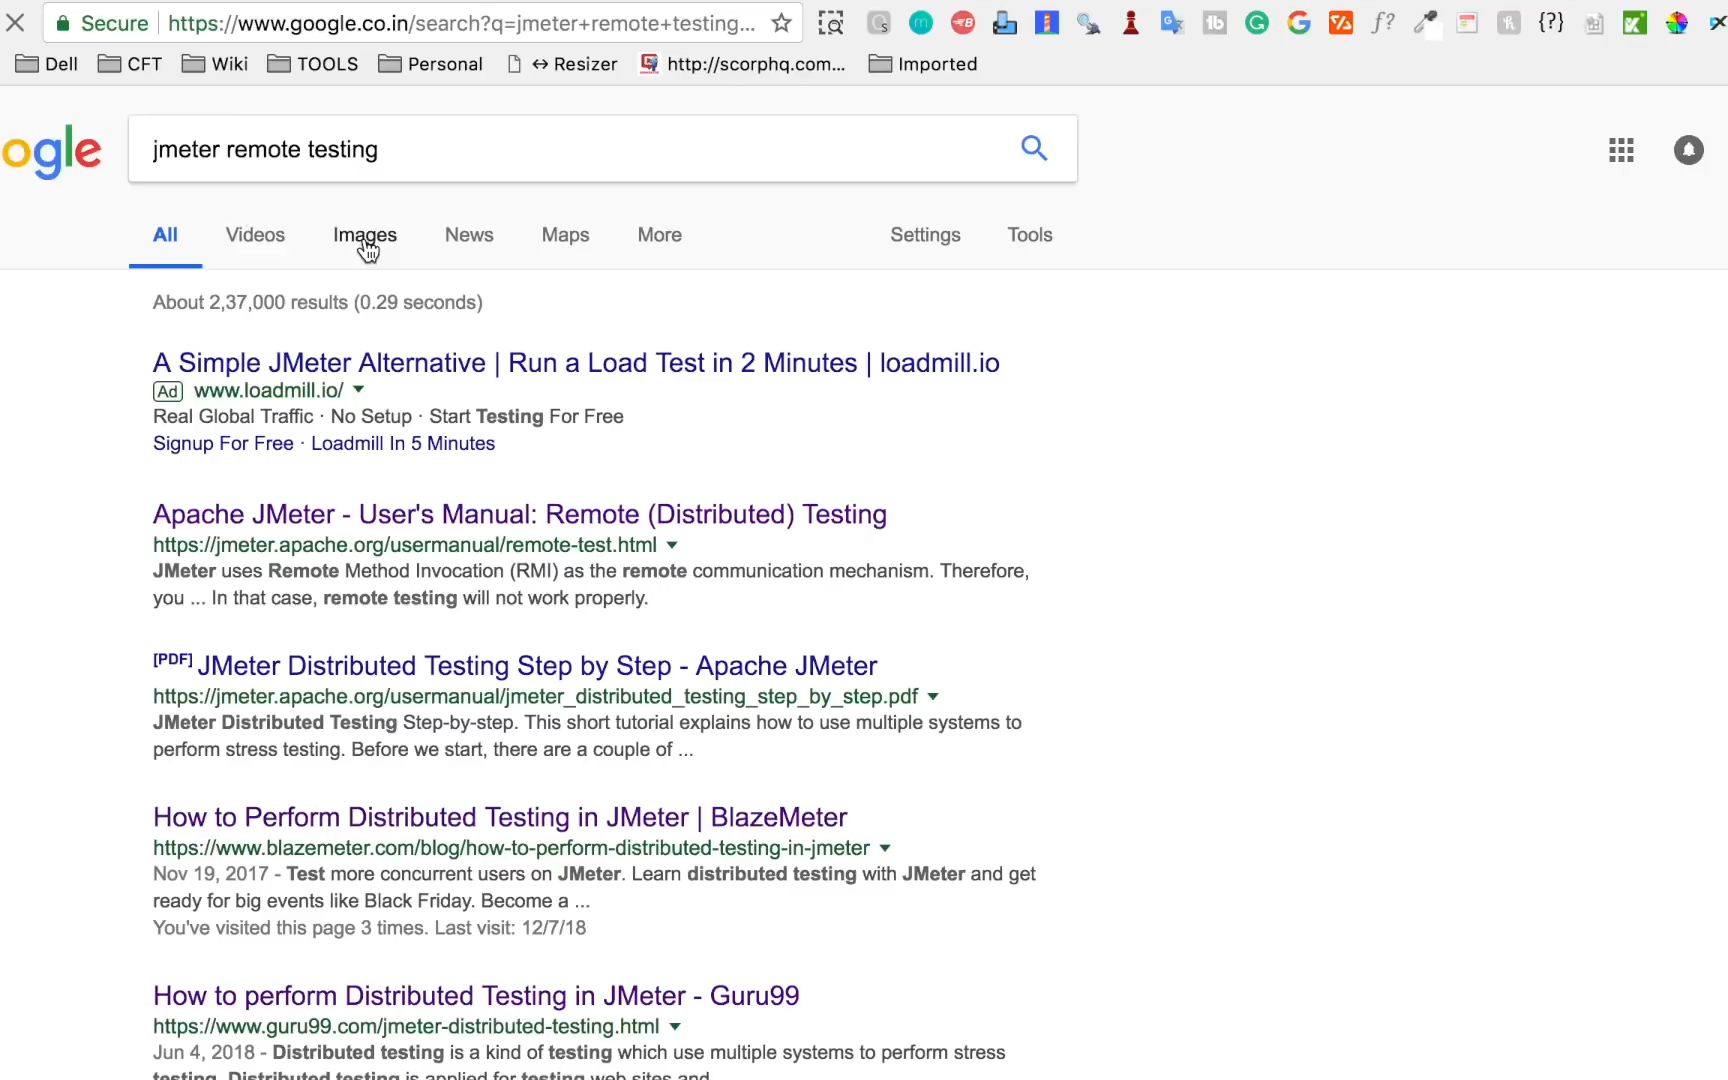 Secure https://www.google.co.in/search?q=jmeter+remote+testing...
Dell CFT Wiki TOOLS Personal ↔ Resizer http://scorphq.com... Imported
ogle
jmeter remote testing
All Videos Images News Maps More Settings Tools
About 2,37,000 results (0.29 seconds)
A Simple JMeter Alternative | Run a Load Test in 2 Minutes | loadmill.io
Ad www.loadmill.io/
Real Global Traffic · No Setup · Start Testing For Free
Signup For Free · Loadmill In 5 Minutes
Apache JMeter - User's Manual: Remote (Distributed) Testing
https://jmeter.apache.org/usermanual/remote-test.html
JMeter uses Remote Method Invocation (RMI) as the remote communication mechanism. Therefore,
you ... In that case, remote testing will not work properly.
[PDF] JMeter Distributed Testing Step by Step - Apache JMeter
https://jmeter.apache.org/usermanual/jmeter_distributed_testing_step_by_step.pdf
JMeter Distributed Testing Step-by-step. This short tutorial explains how to use multiple systems to
perform stress testing. Before we start, there are a couple of ...
How to Perform Distributed Testing in JMeter | BlazeMeter
https://www.blazemeter.com/blog/how-to-perform-distributed-testing-in-jmeter
Nov 19, 2017 - Test more concurrent users on JMeter. Learn distributed testing with JMeter and get
ready for big events like Black Friday. Become a ...
You've visited this page 3 times. Last visit: 12/7/18
How to perform Distributed Testing in JMeter - Guru99
https://www.guru99.com/jmeter-distributed-testing.html
Jun 4, 2018 - Distributed testing is a kind of testing which use multiple systems to perform stress
testing. Distributed testing is applied for testing web sites and